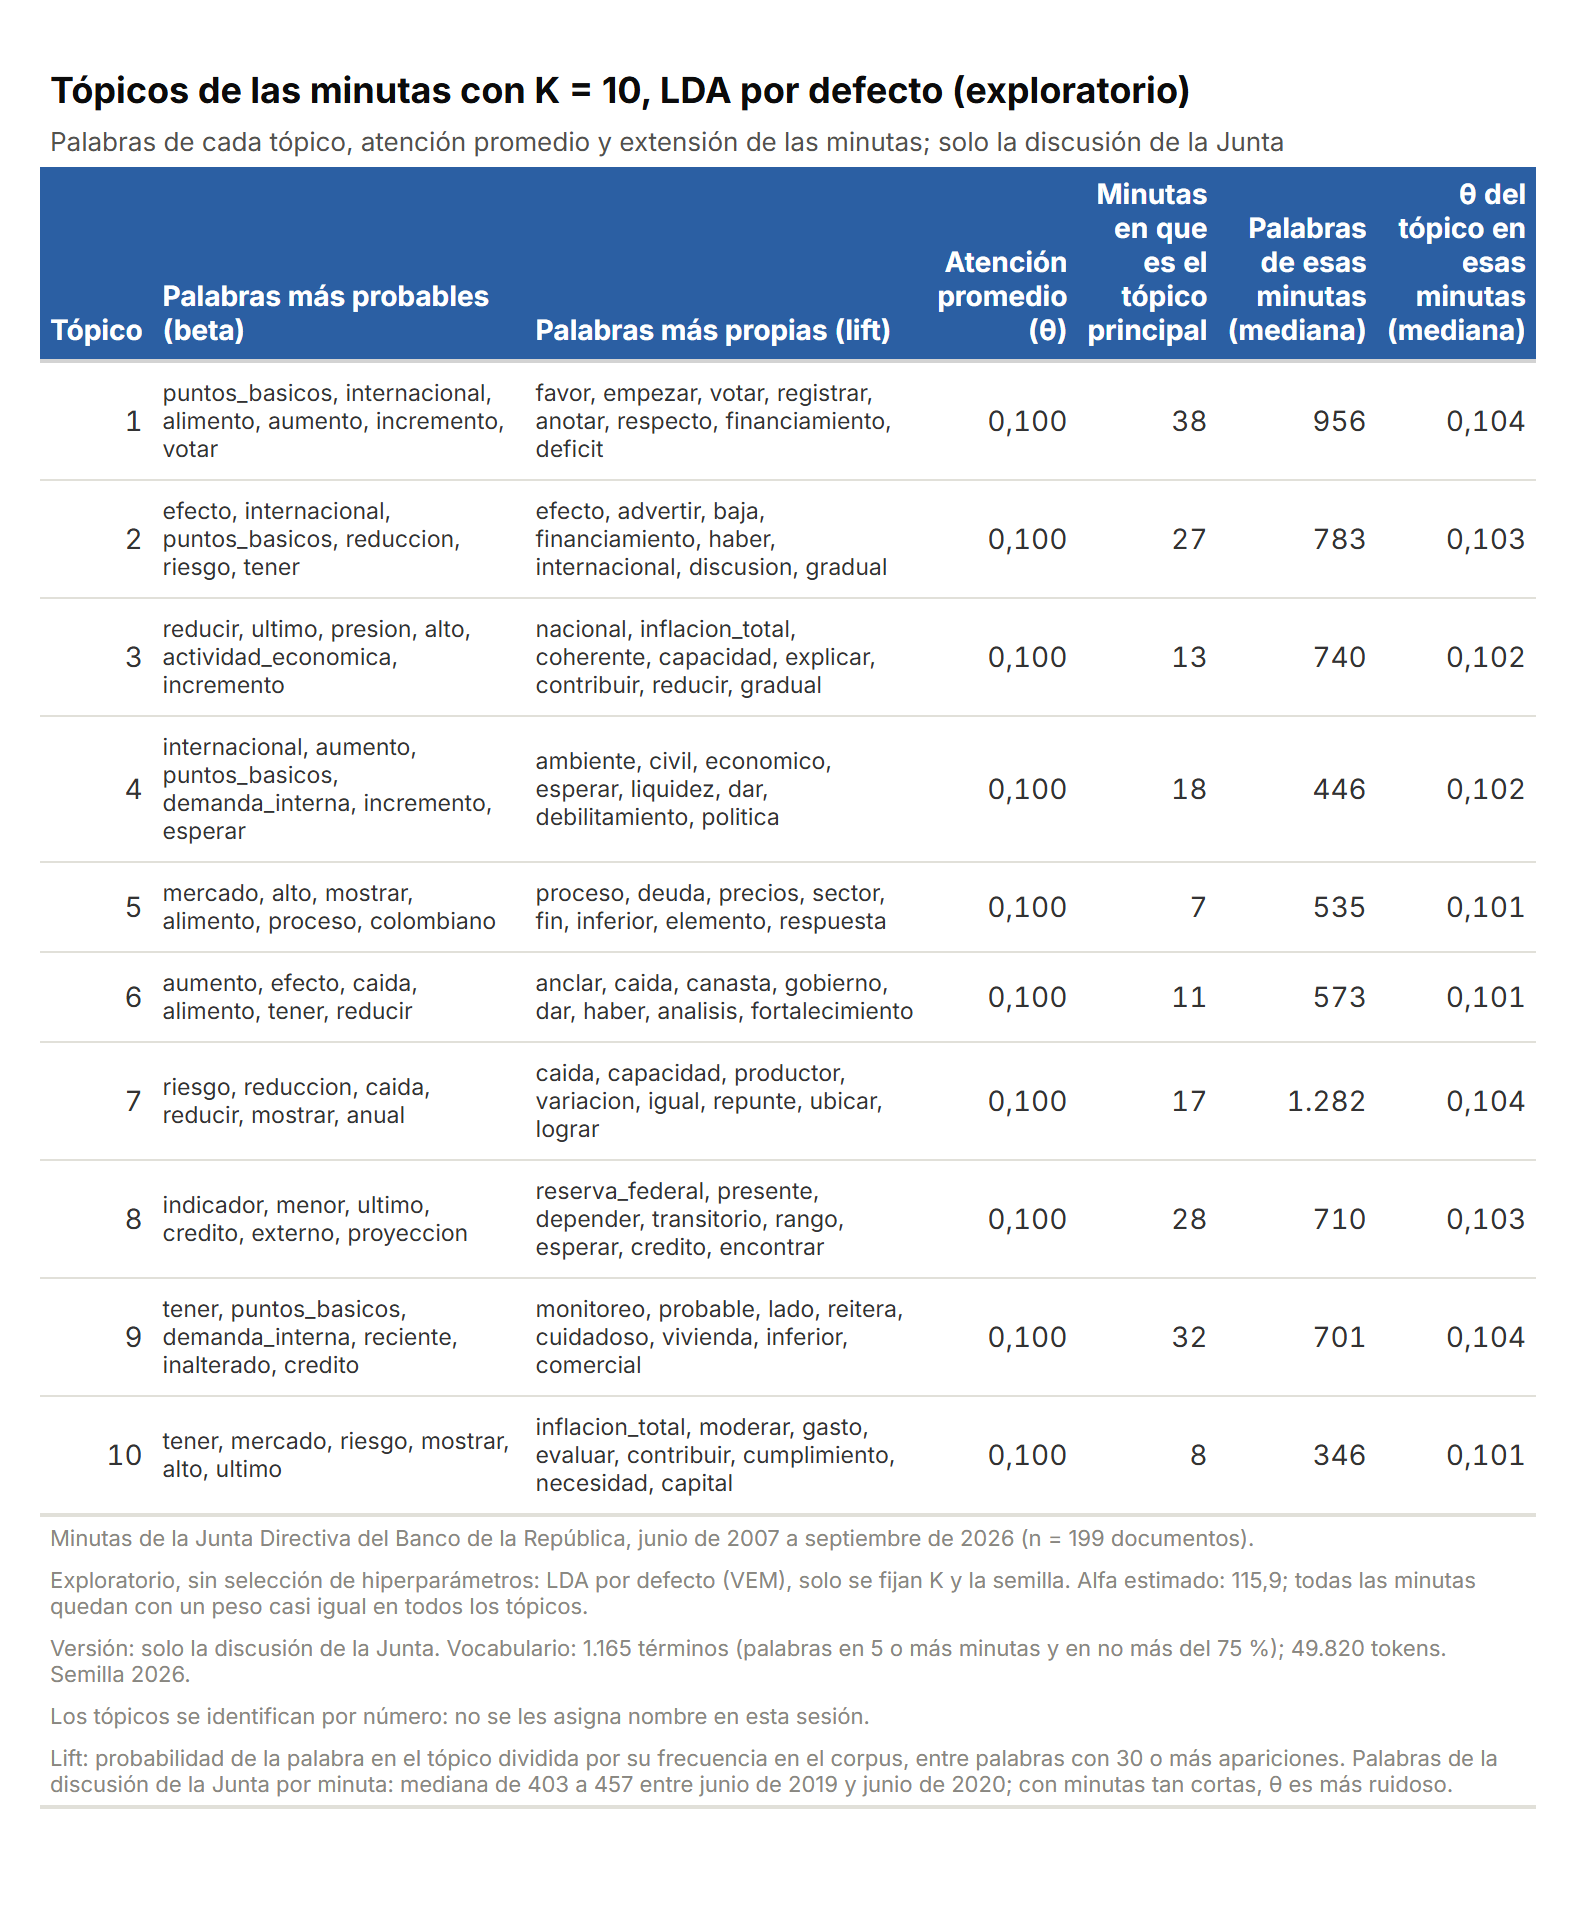 Tópicos de las minutas con K = 10, LDA por defecto (exploratorio)
Palabras de cada tópico, atención promedio y extensión de las minutas; solo la discusión de la Junta
Tópico
Palabras más probables
(beta)
Palabras más propias (lift)
Atención
promedio
(θ)
Minutas
en que
es el
tópico
principal
Palabras
de esas
minutas
(mediana)
θ del
tópico en
esas
minutas
(mediana)
1
puntos_basicos, internacional,
alimento, aumento, incremento,
votar
favor, empezar, votar, registrar,
anotar, respecto, financiamiento,
deficit
0,100
38
956
0,104
2
efecto, internacional,
puntos_basicos, reduccion,
riesgo, tener
efecto, advertir, baja,
financiamiento, haber,
internacional, discusion, gradual
0,100
27
783
0,103
3
reducir, ultimo, presion, alto,
actividad_economica,
incremento
nacional, inflacion_total,
coherente, capacidad, explicar,
contribuir, reducir, gradual
0,100
13
740
0,102
4
internacional, aumento,
puntos_basicos,
demanda_interna, incremento,
esperar
ambiente, civil, economico,
esperar, liquidez, dar,
debilitamiento, politica
0,100
18
446
0,102
5
mercado, alto, mostrar,
alimento, proceso, colombiano
proceso, deuda, precios, sector,
fin, inferior, elemento, respuesta
0,100
7
535
0,101
6
aumento, efecto, caida,
alimento, tener, reducir
anclar, caida, canasta, gobierno,
dar, haber, analisis, fortalecimiento
0,100
11
573
0,101
7
riesgo, reduccion, caida,
reducir, mostrar, anual
caida, capacidad, productor,
variacion, igual, repunte, ubicar,
lograr
0,100
17
1.282
0,104
8
indicador, menor, ultimo,
credito, externo, proyeccion
reserva_federal, presente,
depender, transitorio, rango,
esperar, credito, encontrar
0,100
28
710
0,103
9
tener, puntos_basicos,
demanda_interna, reciente,
inalterado, credito
monitoreo, probable, lado, reitera,
cuidadoso, vivienda, inferior,
comercial
0,100
32
701
0,104
10
tener, mercado, riesgo, mostrar,
alto, ultimo
inflacion_total, moderar, gasto,
evaluar, contribuir, cumplimiento,
necesidad, capital
0,100
8
346
0,101
Minutas de la Junta Directiva del Banco de la República, junio de 2007 a septiembre de 2026 (n = 199 documentos).
Exploratorio, sin selección de hiperparámetros: LDA por defecto (VEM), solo se fijan K y la semilla. Alfa estimado: 115,9; todas las minutas
quedan con un peso casi igual en todos los tópicos.
Versión: solo la discusión de la Junta. Vocabulario: 1.165 términos (palabras en 5 o más minutas y en no más del 75 %); 49.820 tokens.
Semilla 2026.
Los tópicos se identifican por número: no se les asigna nombre en esta sesión.
Lift: probabilidad de la palabra en el tópico dividida por su frecuencia en el corpus, entre palabras con 30 o más apariciones. Palabras de la
discusión de la Junta por minuta: mediana de 403 a 457 entre junio de 2019 y junio de 2020; con minutas tan cortas, θ es más ruidoso.